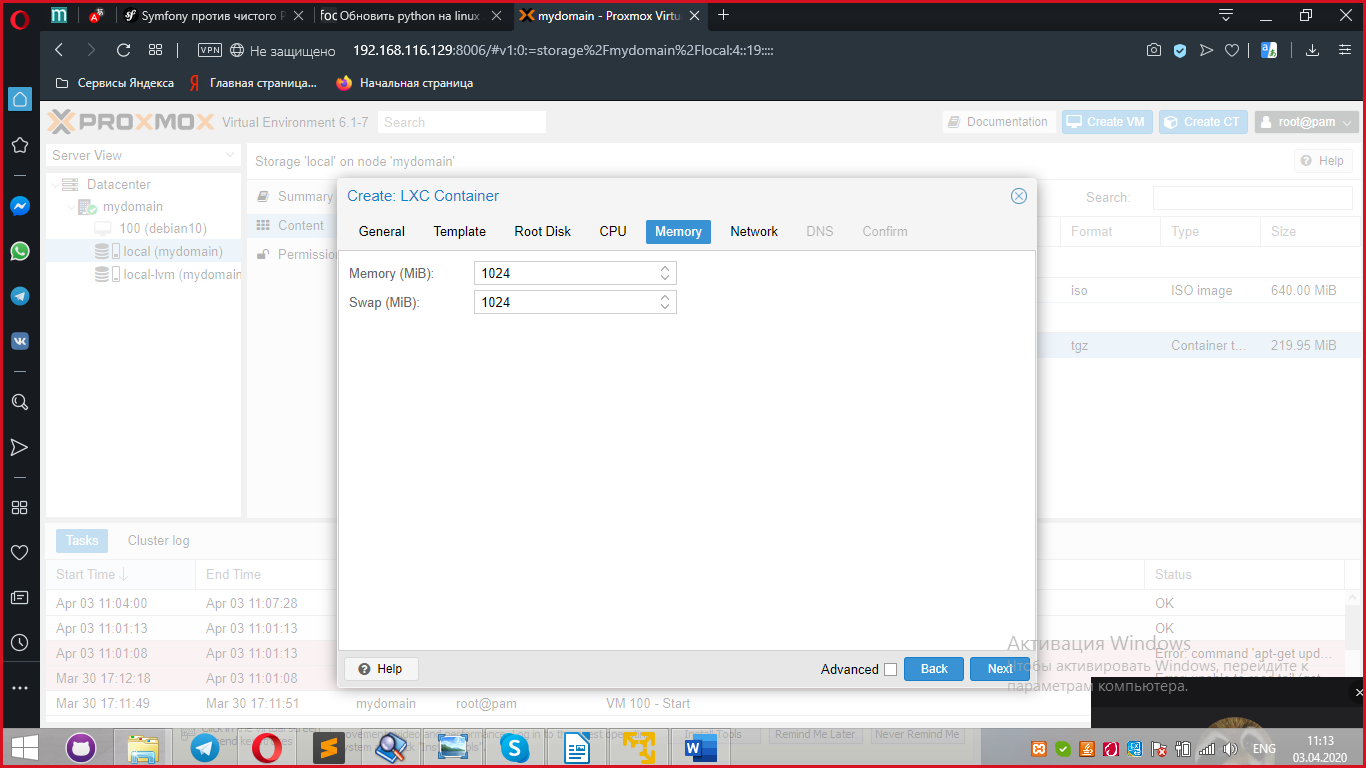 Symfony против чистого P
Обновить python на linux
mydomain - Proxmox Virtu
VPN Не защищено 192.168.116.129:8006/#v1:0:=storage%2Fmydomain%2Flocal:4::19::::
Сервисы Яндекса Главная страница... Начальная страница
PROXMOX Virtual Environment 6.1-7 Search Documentation Create VM Create CT root@pam
Server View
Storage 'local' on node 'mydomain' Help
Datacenter
mydomain
100 (debian10)
local (mydomain)
local-lvm (mydomain
Summary
Content
Permission
Search:
Format Type Size
iso ISO image 640.00 MiB
tgz Container t... 219.95 MiB
Create: LXC Container
General Template Root Disk CPU Memory Network DNS Confirm
Memory (MiB): 1024
Swap (MiB): 1024
Help Advanced Back Next
Tasks Cluster log
Start Time End Time Status
Apr 03 11:04:00 Apr 03 11:07:28 OK
Apr 03 11:01:13 Apr 03 11:01:13 OK
Apr 03 11:01:08 Apr 03 11:01:13 Error: command 'apt-get upd...
Mar 30 17:12:18 Apr 03 11:01:08
Mar 30 17:11:49 Mar 30 17:11:51 mydomain root@pam VM 100 - Start
Активация Windows
Чтобы активировать Windows, перейдите к
параметрам компьютера.
Remind Me Later Never Remind Me
ENG 11:13
03.04.2020